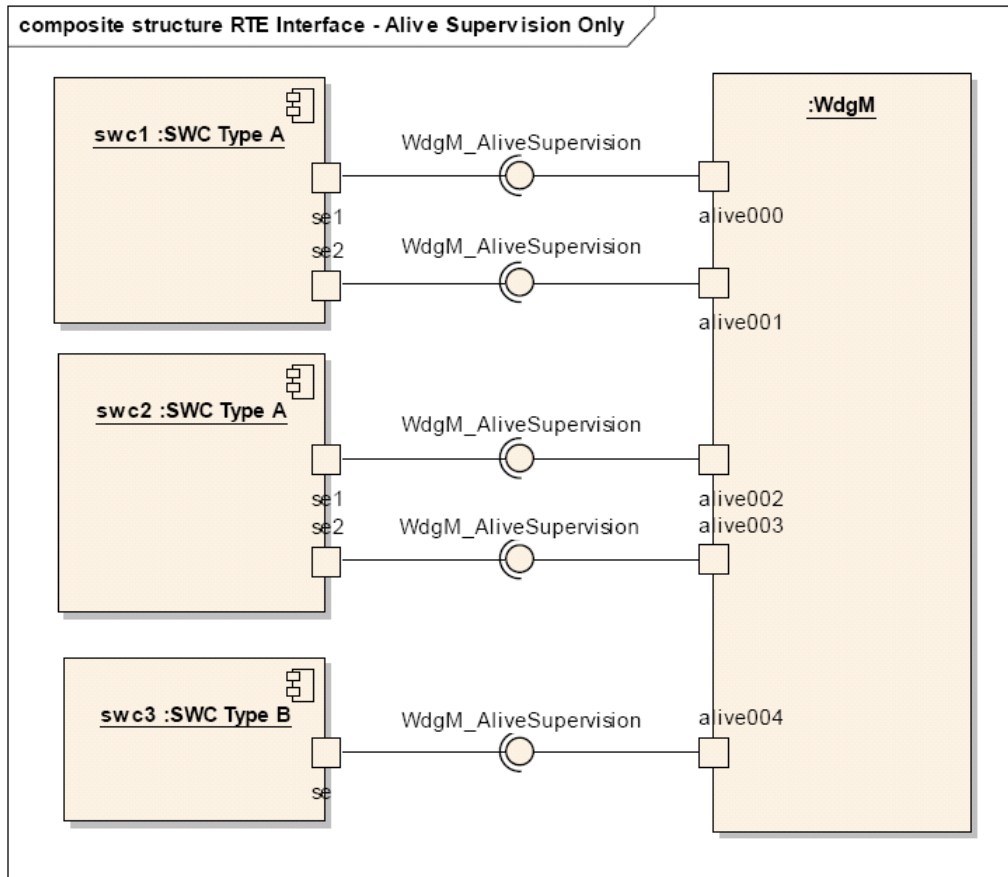 composite structure RTE Interface - Alive Supervision Only
swc1 :SWC Type A
se1
se2
WdgM_AliveSupervision
WdgM_AliveSupervision
:WdgM
alive000
alive001
swc2 :SWC Type A
se1
se2
WdgM_AliveSupervision
WdgM_AliveSupervision
alive002
alive003
swc3 :SWC Type B
se
WdgM_AliveSupervision
alive004